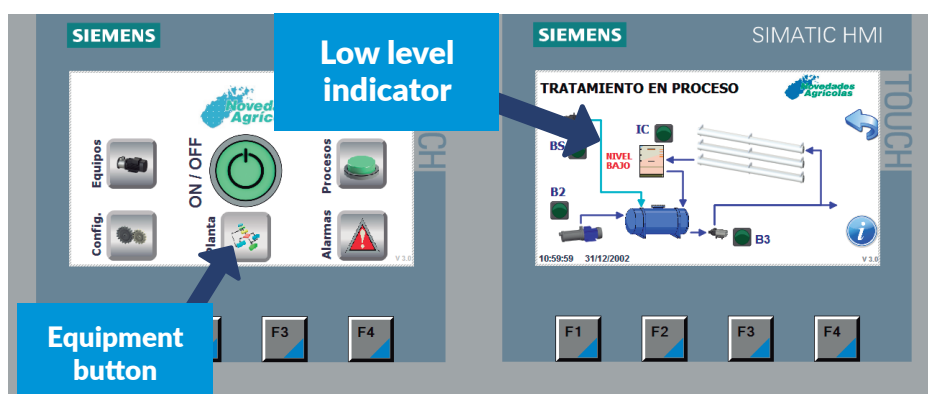 SIEMENS
Equipos
Config.
ON / OFF
Planta
Procesos
Alarmas
V 3.0
F3
F4
Equipment
button
Low level
indicator
SIEMENS
SIMATIC HMI
TOUCH
TRATAMIENTO EN PROCESO
Novedades
Agrícolas
IC
NIVEL
BAJO
B2
B3
10:59:59 31/12/2002
V 3.0
F1
F2
F3
F4